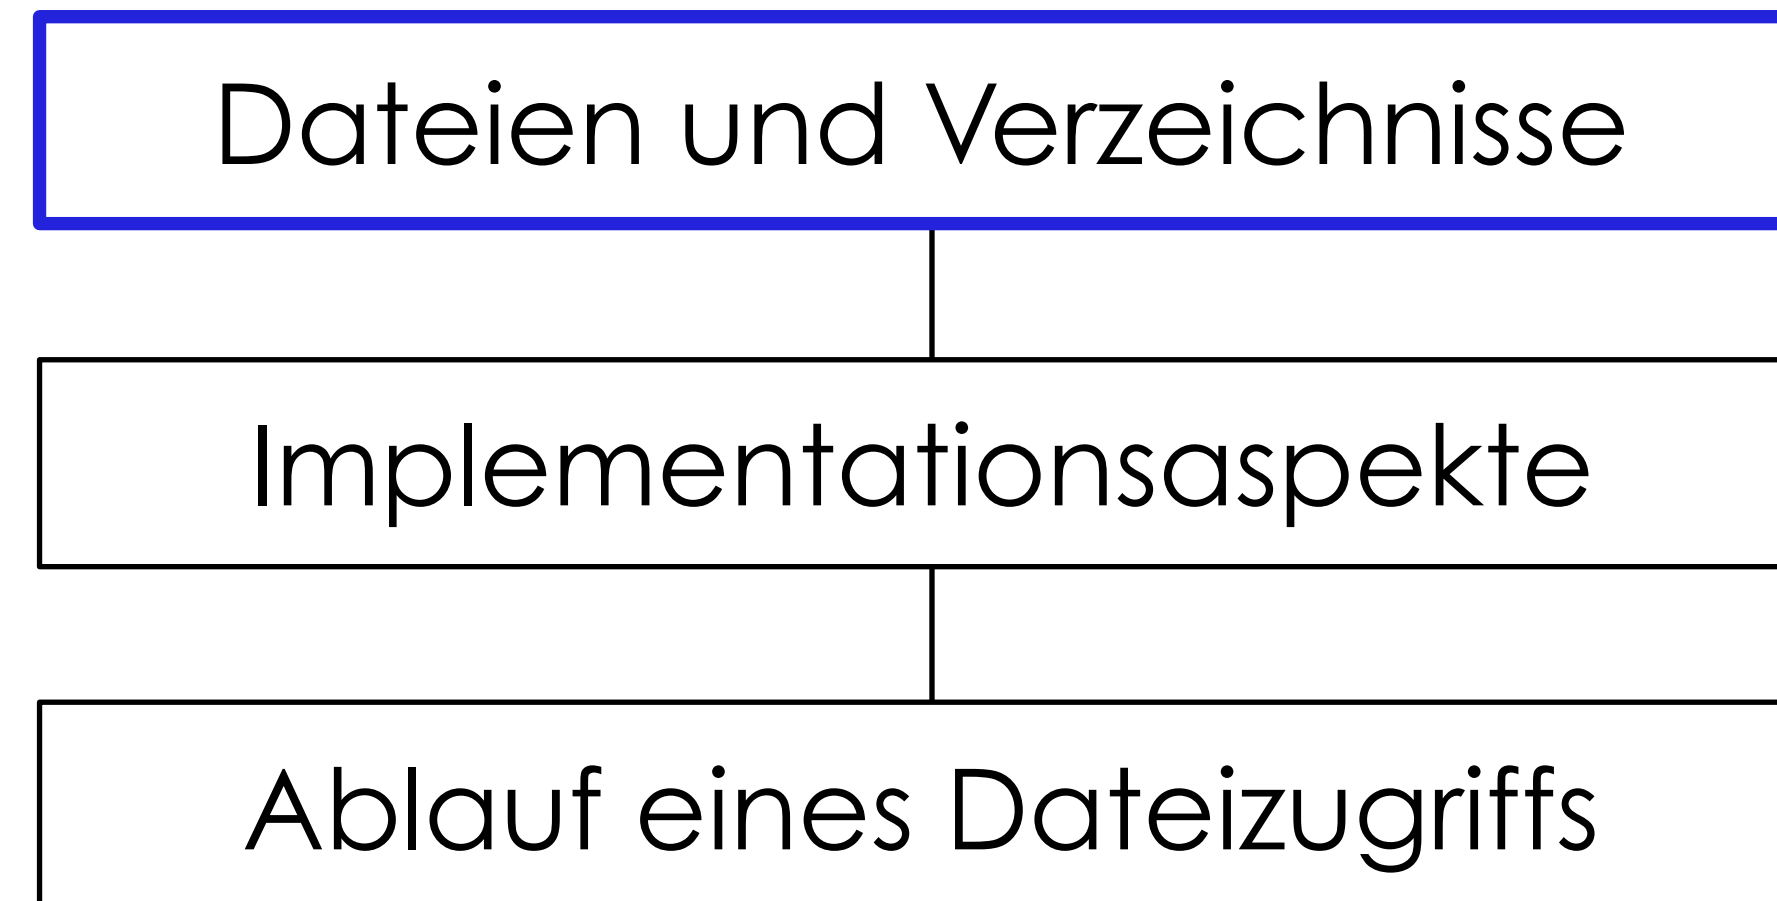 Dateien und Verzeichnisse
Implementationsaspekte
Ablauf eines Dateizugriffs